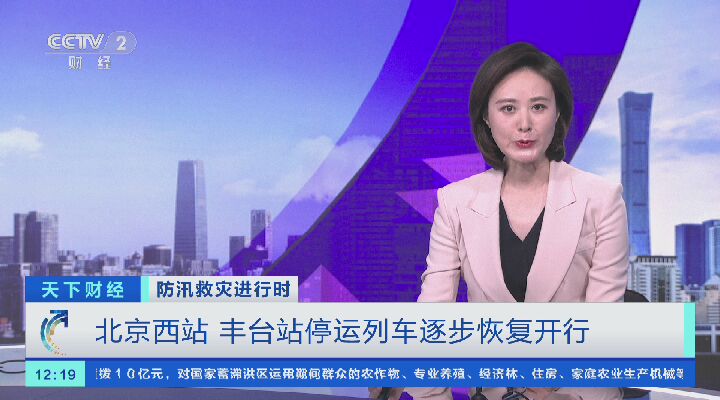 CCTV 2
财经
天下财经 防汛救灾进行时
北京西站 丰台站停运列车逐步恢复开行
12:19 拨10亿元，对国家蓄滞洪区运用期间群众的农作物、专业养殖、经济林、住房、家庭农业生产机械等